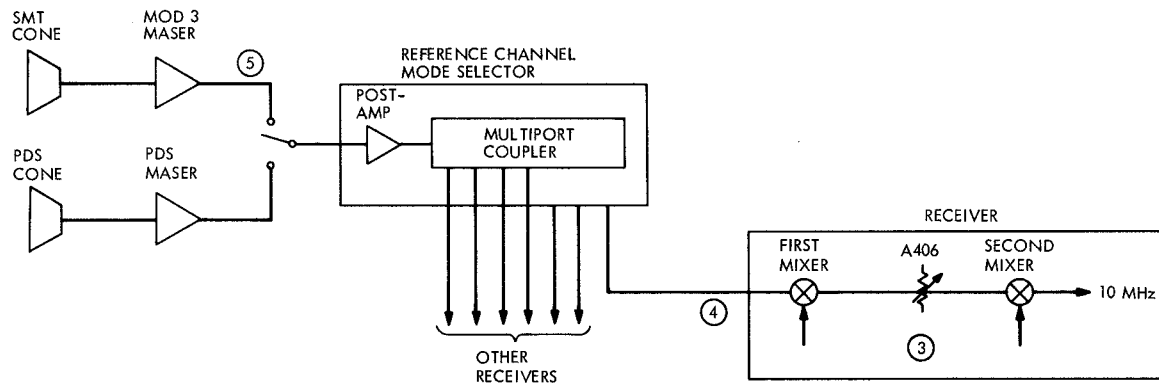 SMT
CONE
MOD 3
MASER
5
REFERENCE CHANNEL
MODE SELECTOR
POST-
AMP
MULTIPORT
COUPLER
PDS
CONE
PDS
MASER
OTHER
RECEIVERS
4
RECEIVER
FIRST
MIXER
A406
SECOND
MIXER
10 MHz
3